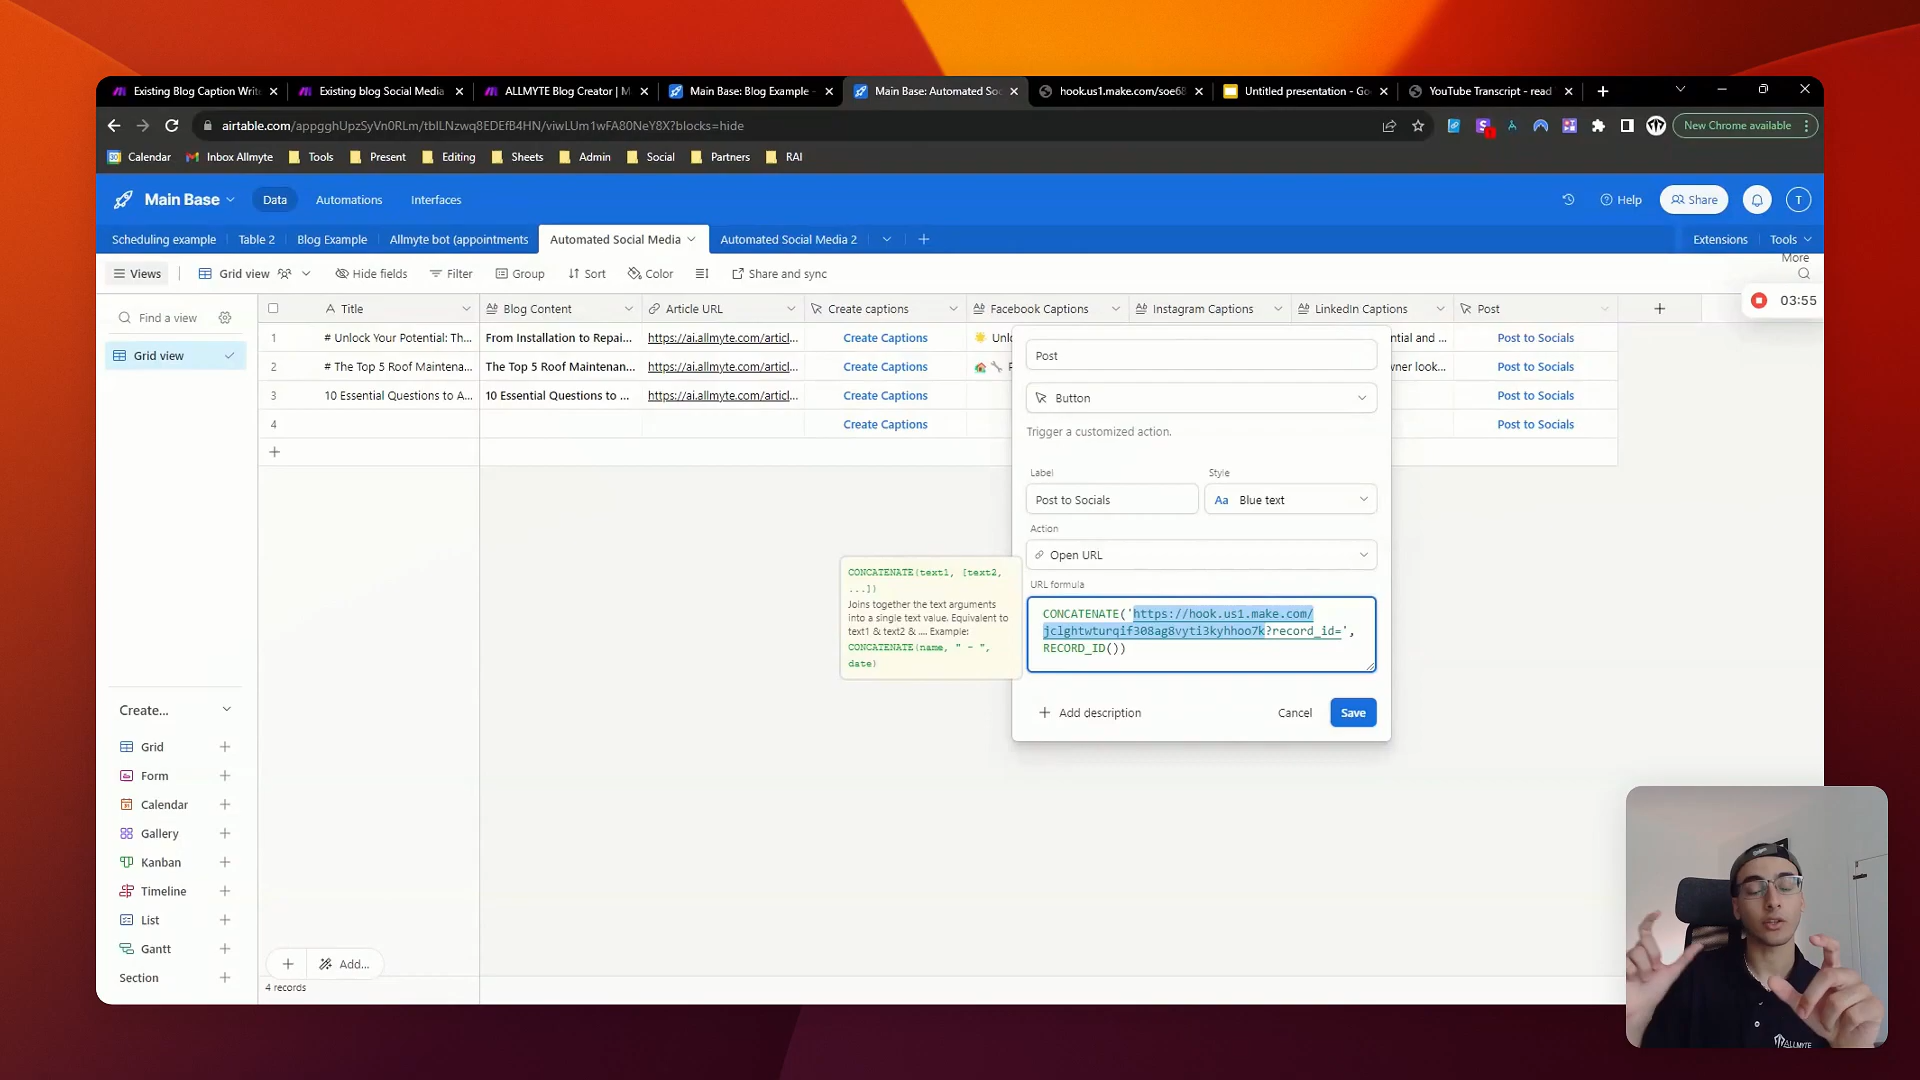 Existing Blog Caption Write
Existing blog Social Media
ALLMYTE Blog Creator | M
Main Base: Blog Example -
Main Base: Automated Soc
hook.us1.make.com/soe68
Untitled presentation - Go
YouTube Transcript - read
airtable.com/appgghUpzSyVn0RLm/tblLNzwq8EDEfB4HN/viwLUm1wFA80NeY8X?blocks=hide
New Chrome available
Calendar
Inbox Allmyte
Tools
Present
Editing
Sheets
Admin
Social
Partners
RAI
Main Base
Data
Automations
Interfaces
Help
Share
T
Scheduling example
Table 2
Blog Example
Allmyte bot (appointments
Automated Social Media
Automated Social Media 2
Extensions
Tools
More
Views
Grid view
Hide fields
Filter
Group
Sort
Color
Share and sync
03:55
Find a view
Grid view
Title
Blog Content
Article URL
Create captions
Facebook Captions
Instagram Captions
LinkedIn Captions
Post
1 # Unlock Your Potential: Th... From Installation to Repai... https://ai.allmyte.com/articl... Create Captions Unl ential and ... Post to Socials
2 # The Top 5 Roof Maintena... The Top 5 Roof Maintenan... https://ai.allmyte.com/articl... Create Captions wner look... Post to Socials
3 10 Essential Questions to A... 10 Essential Questions to ... https://ai.allmyte.com/articl... Create Captions Post to Socials
4 Create Captions Post to Socials
Post
Button
Trigger a customized action.
Label
Style
Post to Socials
Aa Blue text
Action
Open URL
URL formula
CONCATENATE('https://hook.us1.make.com/
jclghtwturqif308ag8vyti3kyhhoo7k?record_id=',
RECORD_ID())
CONCATENATE(text1, [text2,
...])
Joins together the text arguments
into a single text value. Equivalent to
text1 & text2 & .... Example:
CONCATENATE(name, " - ",
date)
Add description
Cancel
Save
Create...
Grid
Form
Calendar
Gallery
Kanban
Timeline
List
Gantt
Section
Add...
4 records
ALLMYTE